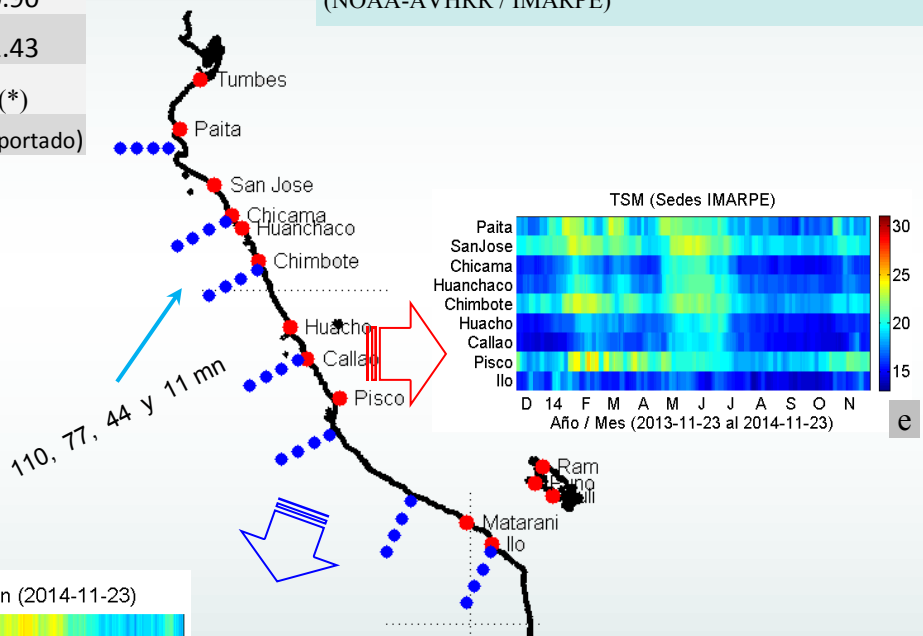 .43
(*)
portado)
(NOAA-AVHRR / IMARPE)
Tumbes
Paita
San Jose
Chicama
Huanchaco
Chimbote
Huacho
Callao
Pisco
110, 77, 44 y 11 mn
Ram
Matarani
Ilo
TSM (Sedes IMARPE)
Paita
SanJose
Chicama
Huanchaco
Chimbote
Huacho
Callao
Pisco
Ilo
30
25
20
15
D 14 F M A M J J A S O N
Año / Mes (2013-11-23 al 2014-11-23)
e
n (2014-11-23)